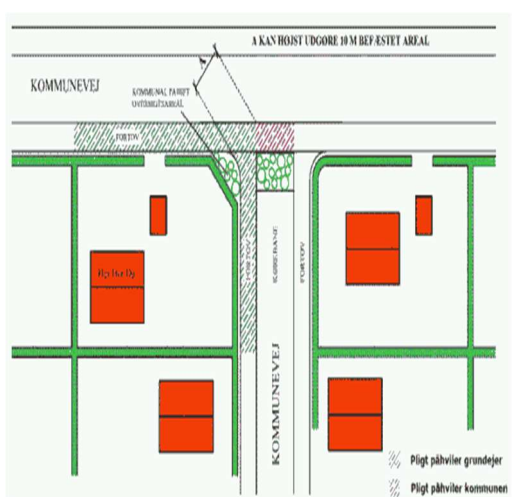 A KAN HØJST UDGØRE 10 M BEFÆSTET AREAL
A
KOMMUNEVEJ
KOMMUNAL
FORTOV
FORTOV
KØREBANE
FORTOV
KOMMUNEVEJ
Pligt påhviler grundejer
Pligt påhviler kommunen